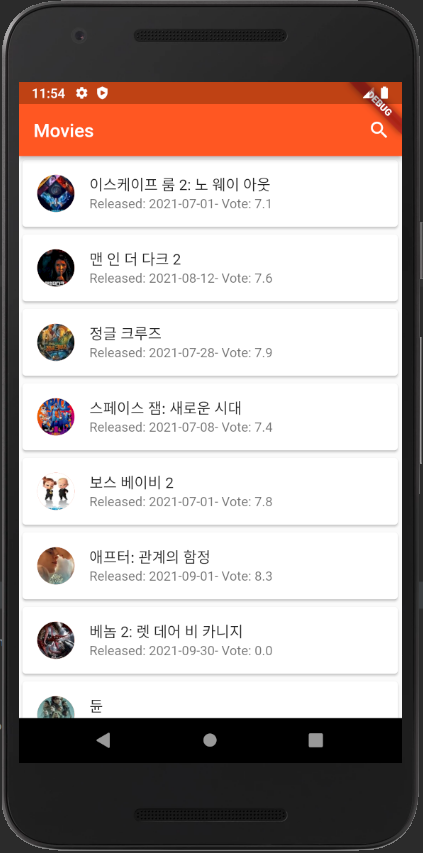 11:54
DEBUG
Movies
이스케이프 룸 2: 노 웨이 아웃
Released: 2021-07-01- Vote: 7.1
맨 인 더 다크 2
Released: 2021-08-12- Vote: 7.6
정글 크루즈
Released: 2021-07-28- Vote: 7.9
스페이스 잼: 새로운 시대
Released: 2021-07-08- Vote: 7.4
보스 베이비 2
Released: 2021-07-01- Vote: 7.8
애프터: 관계의 함정
Released: 2021-09-01- Vote: 8.3
베놈 2: 렛 데어 비 카니지
Released: 2021-09-30- Vote: 0.0
듄